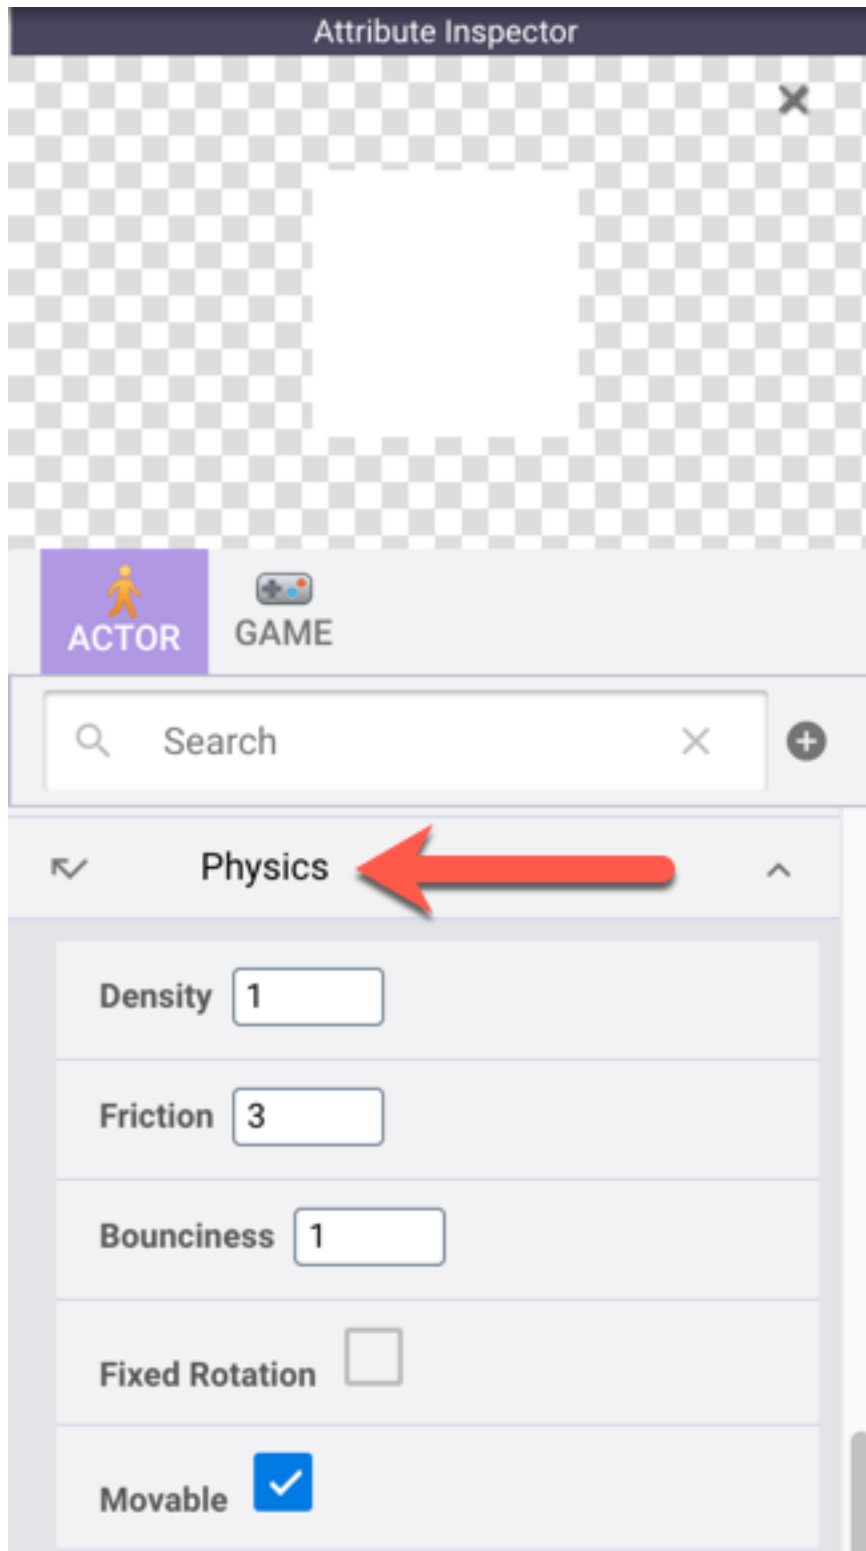 Attribute Inspector
ACTOR
GAME
Search
Physics
Density 1
Friction 3
Bounciness 1
Fixed Rotation
Movable